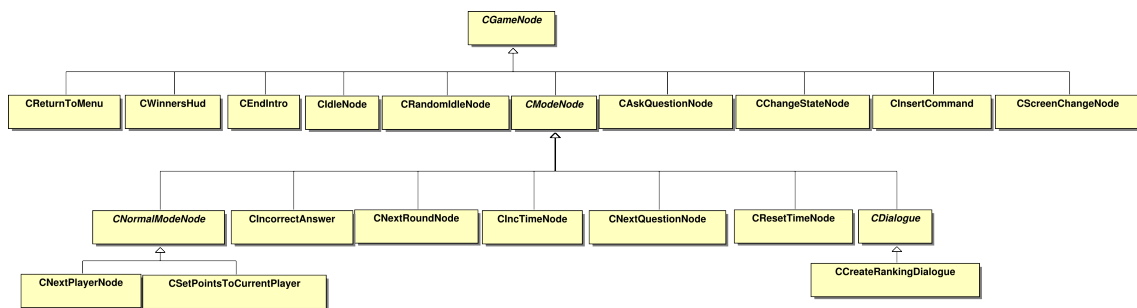 CGameNode
CReturnToMenu
CWinnersHud
CEndIntro
CIdleNode
CRandomIdleNode
CModeNode
CAskQuestionNode
CChangeStateNode
CInsertCommand
CScreenChangeNode
CNormalModeNode
CIncorrectAnswer
CNextRoundNode
CIncTimeNode
CNextQuestionNode
CResetTimeNode
CDialogue
CNextPlayerNode
CSetPointsToCurrentPlayer
CCreateRankingDialogue